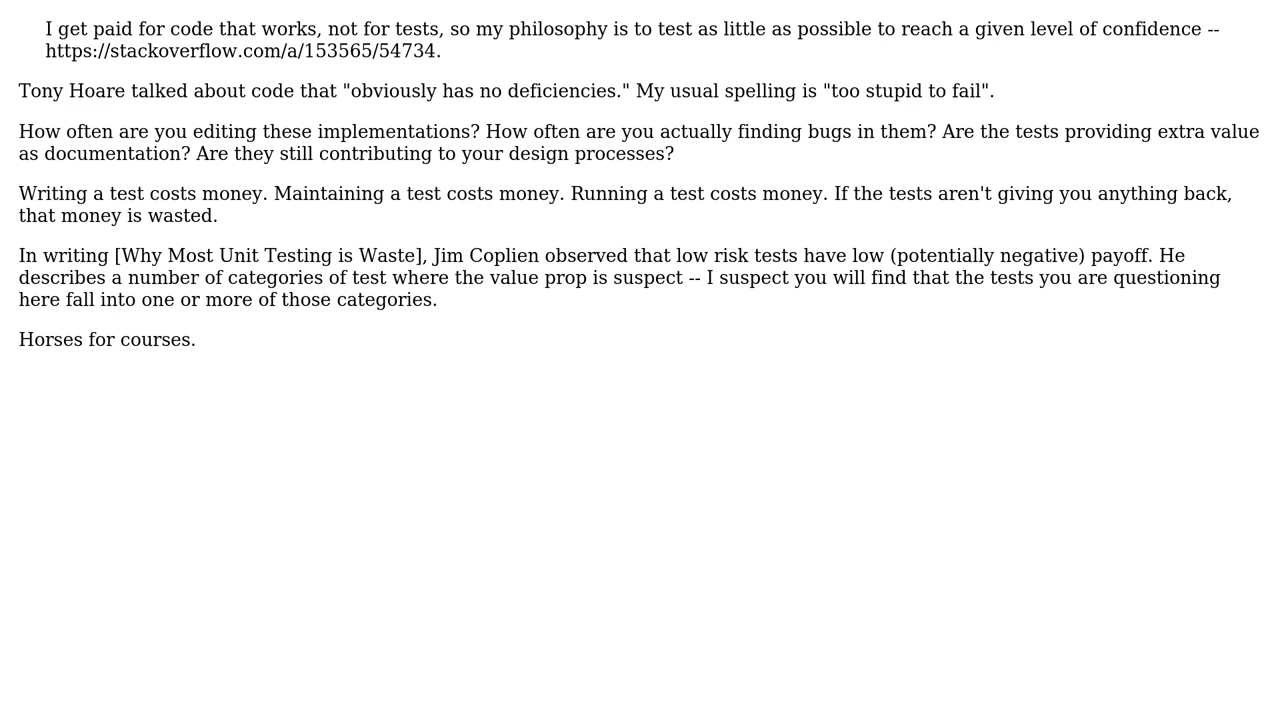 I get paid for code that works, not for tests, so my philosophy is to test as little as possible to reach a given level of confidence --
https://stackoverflow.com/a/153565/54734.
Tony Hoare talked about code that "obviously has no deficiencies." My usual spelling is "too stupid to fail".
How often are you editing these implementations? How often are you actually finding bugs in them? Are the tests providing extra value
as documentation? Are they still contributing to your design processes?
Writing a test costs money. Maintaining a test costs money. Running a test costs money. If the tests aren't giving you anything back,
that money is wasted.
In writing [Why Most Unit Testing is Waste], Jim Coplien observed that low risk tests have low (potentially negative) payoff. He
describes a number of categories of test where the value prop is suspect -- I suspect you will find that the tests you are questioning
here fall into one or more of those categories.
Horses for courses.